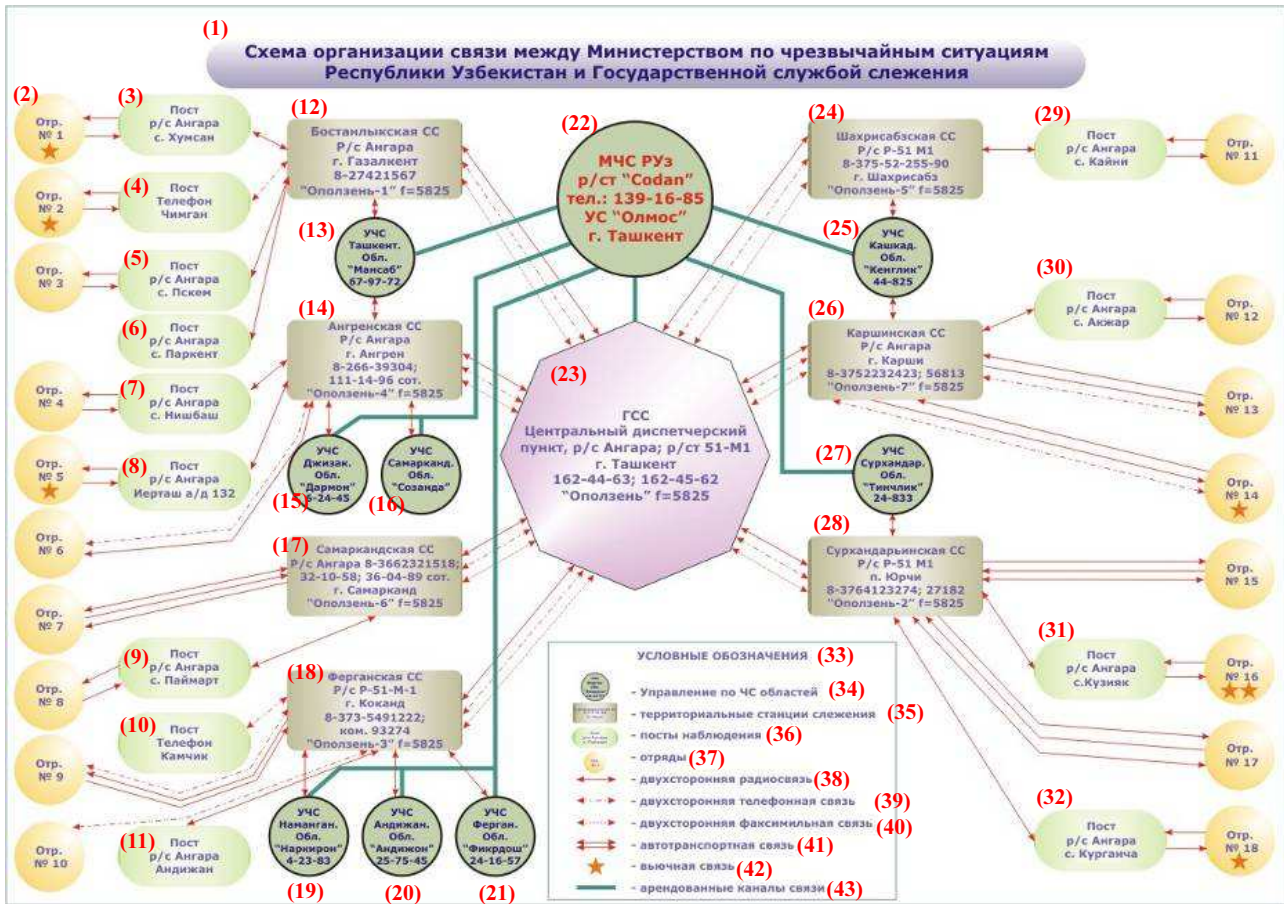 (1)
Схема организации связи между Министерством по чрезвычайным ситуациям
Республики Узбекистан и Государственной службой слежения
(2)
Отр.
№ 1
(3)
Пост
р/с Ангара
с. Хумсан
Отр.
№ 2
(4)
Телефон
Чимган
Отр.
№ 3
(5)
Пост
р/с Ангара
с. Пскем
(6)
Пост
р/с Ангара
с. Паркент
Отр.
№ 4
(7)
Пост
р/с Ангара
с. Нишбаш
Отр.
№ 5
(8)
Пост
р/с Ангара
Иерташ а/д 132
Отр.
№ 6
Отр.
№ 7
Отр.
№ 8
(9)
Пост
р/с Ангара
с. Паймарт
(10)
Пост
Телефон
Камчик
Отр.
№ 9
Отр.
№ 10
(11)
Пост
р/с Ангара
Андижан
(12)
Бостанлыкская СС
Р/с Ангара
г. Газалкент
8-27421567
"Оползень-1" f=5825
(13)
УЧС
Ташкент.
Обл.
"Мансаб"
67-97-72
(14)
Ангренская СС
Р/с Ангара
г. Ангрен
8-266-39304;
111-14-96 сот.
"Оползень-4" f=5825
(15)
УЧС
Джизак.
Обл.
"Дармон"
6-24-45
(16)
УЧС
Самарканд.
Обл.
"Созанда"
(17)
Самаркандская СС
Р/с Ангара 8-3662321518;
32-10-58; 36-04-89 сот.
г. Самарканд
"Оползень-6" f=5825
(18)
Ферганская СС
Р/с Р-51-М-1
г. Коканд
8-373-5491222;
ком. 93274
"Оползень-3" f=5825
УЧС
Наманган.
Обл.
"Наркирон"
4-23-83
(19)
УЧС
Андижан.
Обл.
"Андижон"
25-75-45
(20)
УЧС
Ферган.
Обл.
"Фикрдош"
24-16-57
(21)
(22)
МЧС РУз
р/ст "Codan"
тел.: 139-16-85
УС "Олмос"
г. Ташкент
(23)
ГСС
Центральный диспетчерский
пункт, р/с Ангара; р/ст 51-М1
г. Ташкент
162-44-63; 162-45-62
"Оползень" f=5825
(24)
Шахрисабзская СС
Р/с Р-51 М1
8-375-52-255-90
г. Шахрисабз
"Оползень-5" f=5825
(25)
УЧС
Кашкад.
Обл.
"Кенглик"
44-825
(26)
Каршинская СС
Р/с Ангара
г. Карши
8-3752232423; 56813
"Оползень-7" f=5825
(27)
УЧС
Сурхандар.
Обл.
"Тинчлик"
24-833
(28)
Сурхандарьинская СС
Р/с Р-51 М1
п. Юрчи
8-3764123274; 27182
"Оползень-2" f=5825
(29)
Пост
р/с Ангара
с. Кайни
Отр.
№ 11
(30)
Пост
р/с Ангара
с. Акжар
Отр.
№ 12
Отр.
№ 13
Отр.
№ 14
Отр.
№ 15
(31)
Пост
р/с Ангара
с.Кузияк
Отр.
№ 16
Отр.
№ 17
(32)
Пост
р/с Ангара
с. Курганча
Отр.
№ 18
УСЛОВНЫЕ ОБОЗНАЧЕНИЯ (33)
- Управление по ЧС областей (34)
- территориальные станции слежения (35)
- посты наблюдения (36)
- отряды (37)
- двухсторонняя радиосвязь (38)
- двухсторонняя телефонная связь (39)
- двухсторонняя факсимильная связь (40)
- автотранспортная связь (41)
- вьючная связь (42)
- арендованные каналы связи (43)